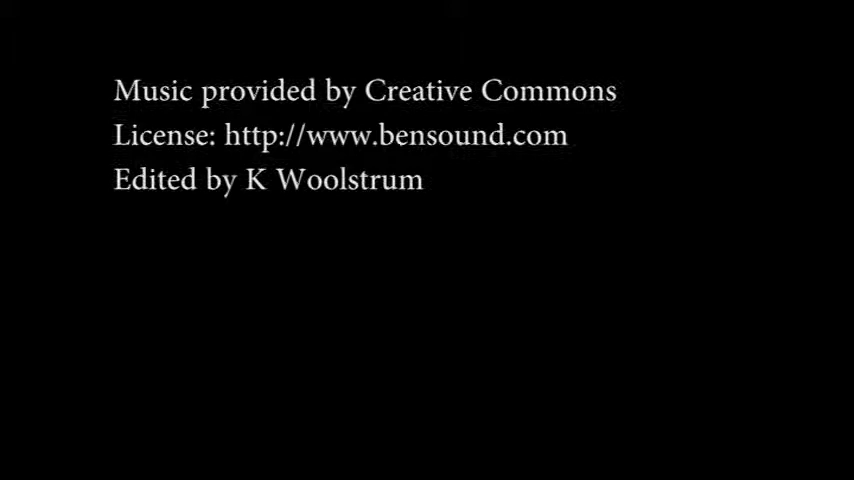 Music provided by Creative Commons
License: http://www.bensound.com
Edited by K Woolstrum